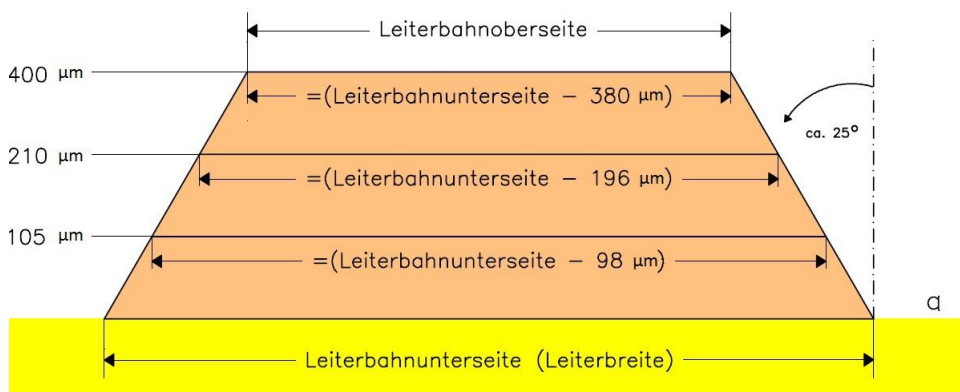 Leiterbahnoberseite
400 µm
=(Leiterbahnunterseite – 380 µm)
ca. 25°
210 µm
=(Leiterbahnunterseite – 196 µm)
105 µm
=(Leiterbahnunterseite – 98 µm)
a
Leiterbahnunterseite (Leiterbreite)